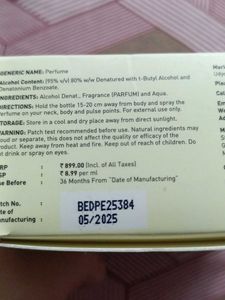 GENERIC NAME: Perfume
Alcohol Content: (95% v/v) 80% w/w Denatured with t-Butyl Alcohol and
Denatonium Benzoate.
INGREDIENTS: Alcohol Denat., Fragrance (PARFUM) and Aqua.
DIRECTIONS: Hold the bottle 15-20 cm away from body and spray the
Perfume on your neck, body and pulse points. For external use only.
STORAGE: Store in a cool and dry place away from direct sunlight.
WARNING: Patch test recommended before use. Natural ingredients may
cloud or separate, this does not affect the quality or efficacy of the
product. Keep away from heat and fire. Keep out of reach of children. Do
not drink or spray on eyes.
RP ₹ 899.00 (Incl. of All Taxes)
SP ₹ 8.99 per ml
Use Before 36 Months From "Date of Manufacturing"
Batch No. BEDPE25384
Date of 05/2025
Manufacturing:
Mar
Udy
Plea
Cal
Em